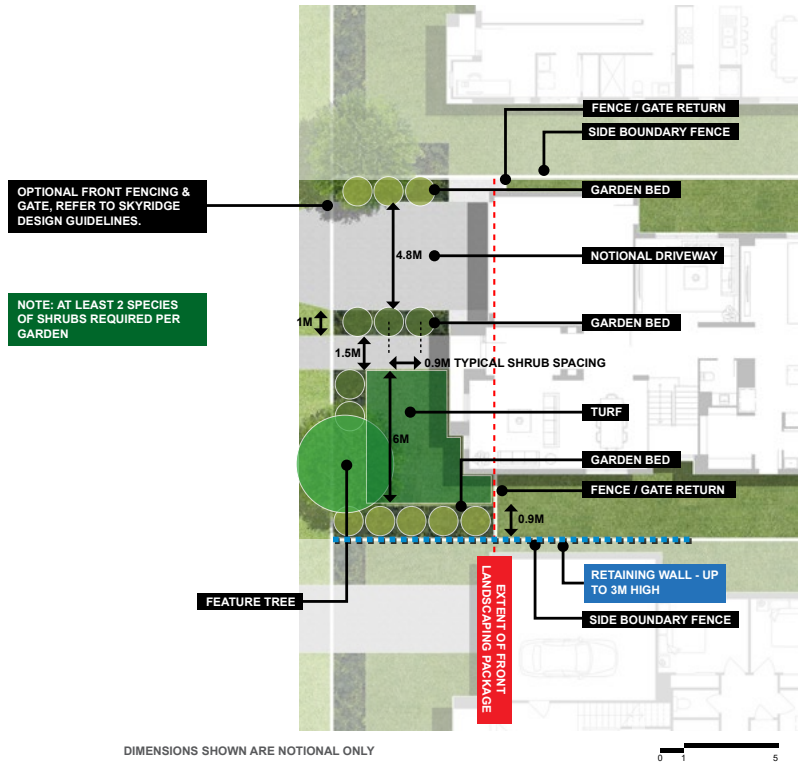 FENCE / GATE RETURN
SIDE BOUNDARY FENCE
OPTIONAL FRONT FENCING &
GATE, REFER TO SKYRIDGE
DESIGN GUIDELINES.
GARDEN BED
4.8M
NOTIONAL DRIVEWAY
NOTE: AT LEAST 2 SPECIES
OF SHRUBS REQUIRED PER
GARDEN
1M
GARDEN BED
1.5M
0.9M TYPICAL SHRUB SPACING
TURF
6M
GARDEN BED
FENCE / GATE RETURN
0.9M
RETAINING WALL - UP
TO 3M HIGH
FEATURE TREE
SIDE BOUNDARY FENCE
EXTENT OF FRONT
LANDSCAPING PACKAGE
DIMENSIONS SHOWN ARE NOTIONAL ONLY
0 1 5